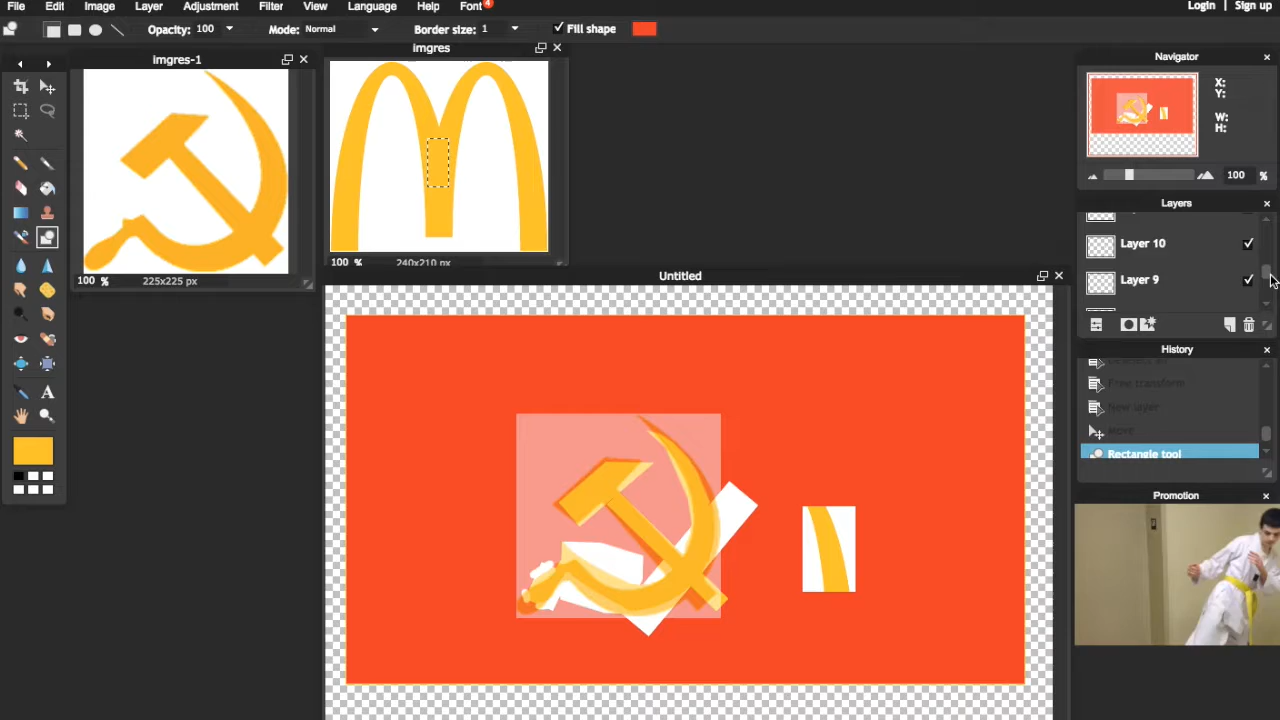 File Edit Image Layer Adjustment Filter View Language Help Font 4 Login | Sign up
Opacity: 100 Mode: Normal Border size: 1 Fill shape
imgres-1
100 % 225x225 px
imgres
100 % 240x210 px
Untitled
Navigator
X:
Y:
W:
H:
100 %
Layers
Layer 10
Layer 9
History
Free transform
New layer
Move
Rectangle tool
Promotion
A